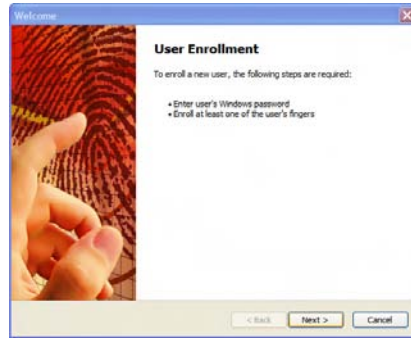 Welcome
User Enrollment
To enroll a new user, the following steps are required:
• Enter user's Windows password
• Enroll at least one of the user's fingers
< Back Next > Cancel